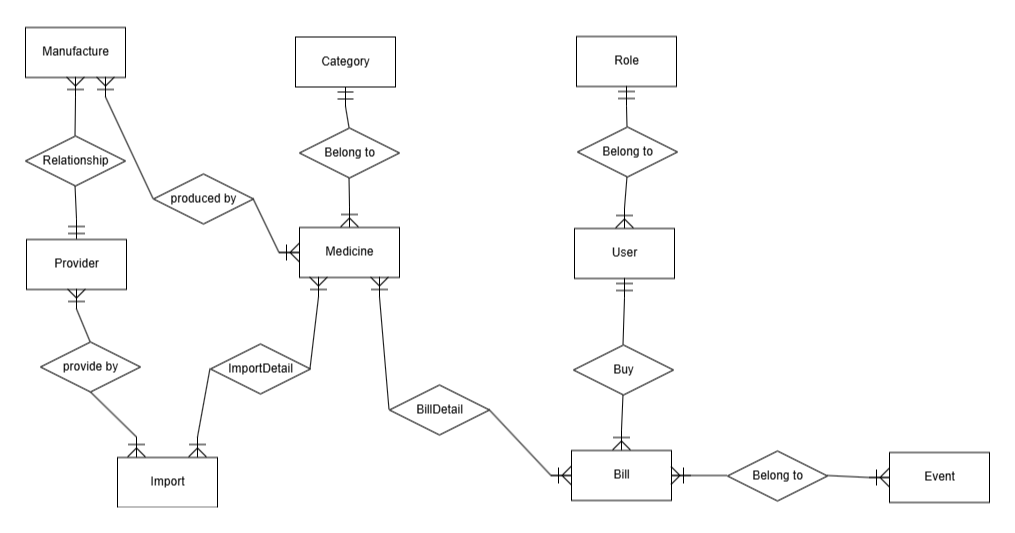 Manufacture
Category
Role
Relationship
Belong to
Belong to
produced by
Provider
Medicine
User
provide by
ImportDetail
Buy
BillDetail
Import
Bill
Belong to
Event